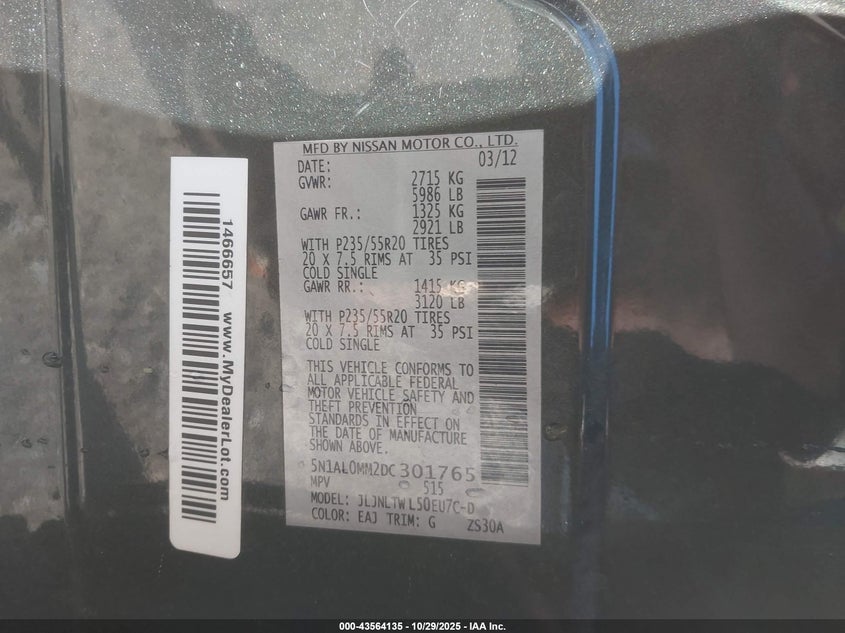 MFD BY NISSAN MOTOR CO., LTD.
DATE: 03/12
GVWR: 2715 KG
5986 LB
GAWR FR.: 1325 KG
2921 LB
WITH P235/55R20 TIRES
20 X 7.5 RIMS AT 35 PSI
COLD SINGLE
GAWR RR.: 1415 KG
3120 LB
WITH P235/55R20 TIRES
20 X 7.5 RIMS AT 35 PSI
COLD SINGLE
THIS VEHICLE CONFORMS TO
ALL APPLICABLE FEDERAL
MOTOR VEHICLE SAFETY AND
THEFT PREVENTION
STANDARDS IN EFFECT ON
THE DATE OF MANUFACTURE
SHOWN ABOVE.
5N1AL0MM2DC301765
MPV 515
MODEL: JLJNLTWL50EU7C-D
COLOR: EAJ TRIM: G ZS30A
1466657 www.MyDealerLot.com
000-43564135 - 10/29/2025 - IAA Inc.